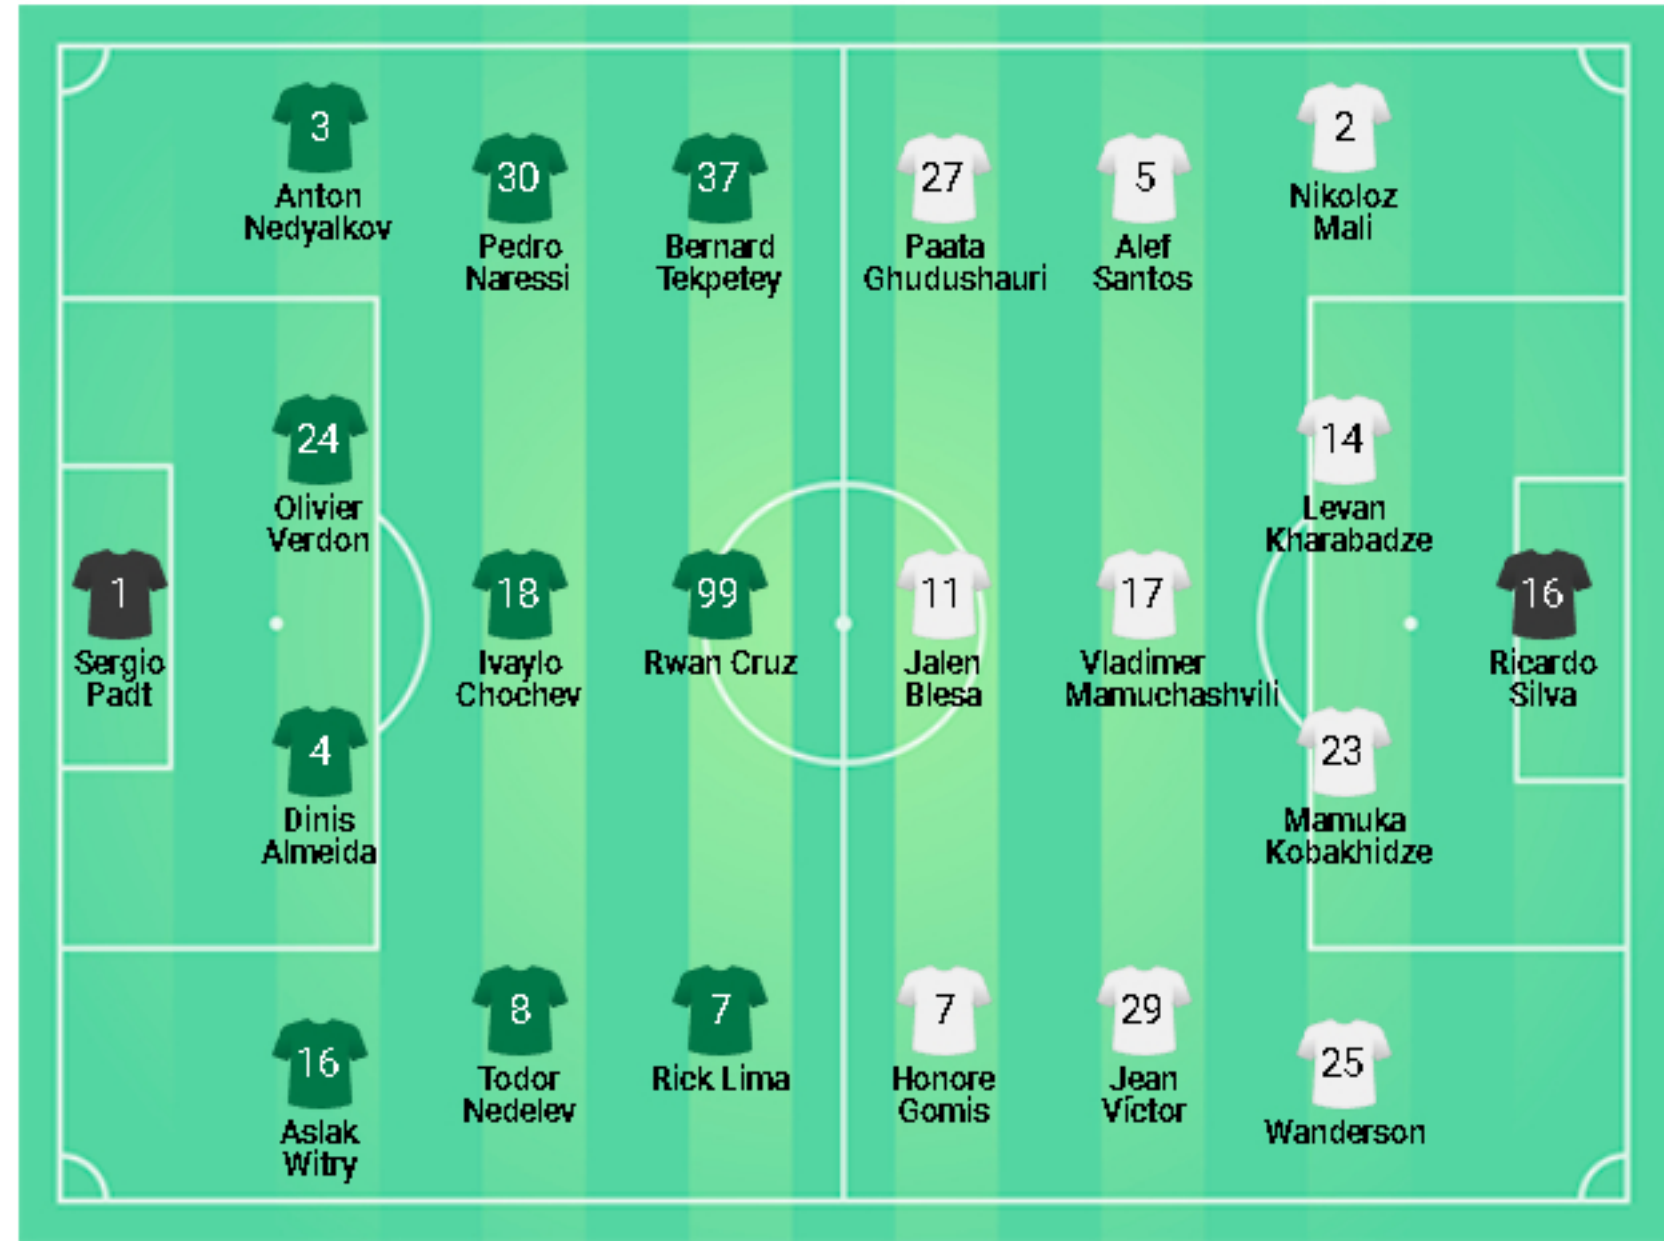 3
Anton
Nedyalkov
30
Pedro
Naressi
37
Bernard
Tekpetey
27
Paata
Ghudushauri
5
Alef
Santos
2
Nikoloz
Mali
24
Olivier
Verdon
14
Levan
Kharabadze
1
Sergio
Padt
18
Ivaylo
Chochev
99
Rwan Cruz
11
Jalen
Blesa
17
Vladimer
Mamuchashvili
16
Ricardo
Silva
4
Dinis
Almeida
23
Mamuka
Kobakhidze
16
Aslak
Witry
8
Todor
Nedelev
7
Rick Lima
7
Honore
Gomis
29
Jean
Víctor
25
Wanderson